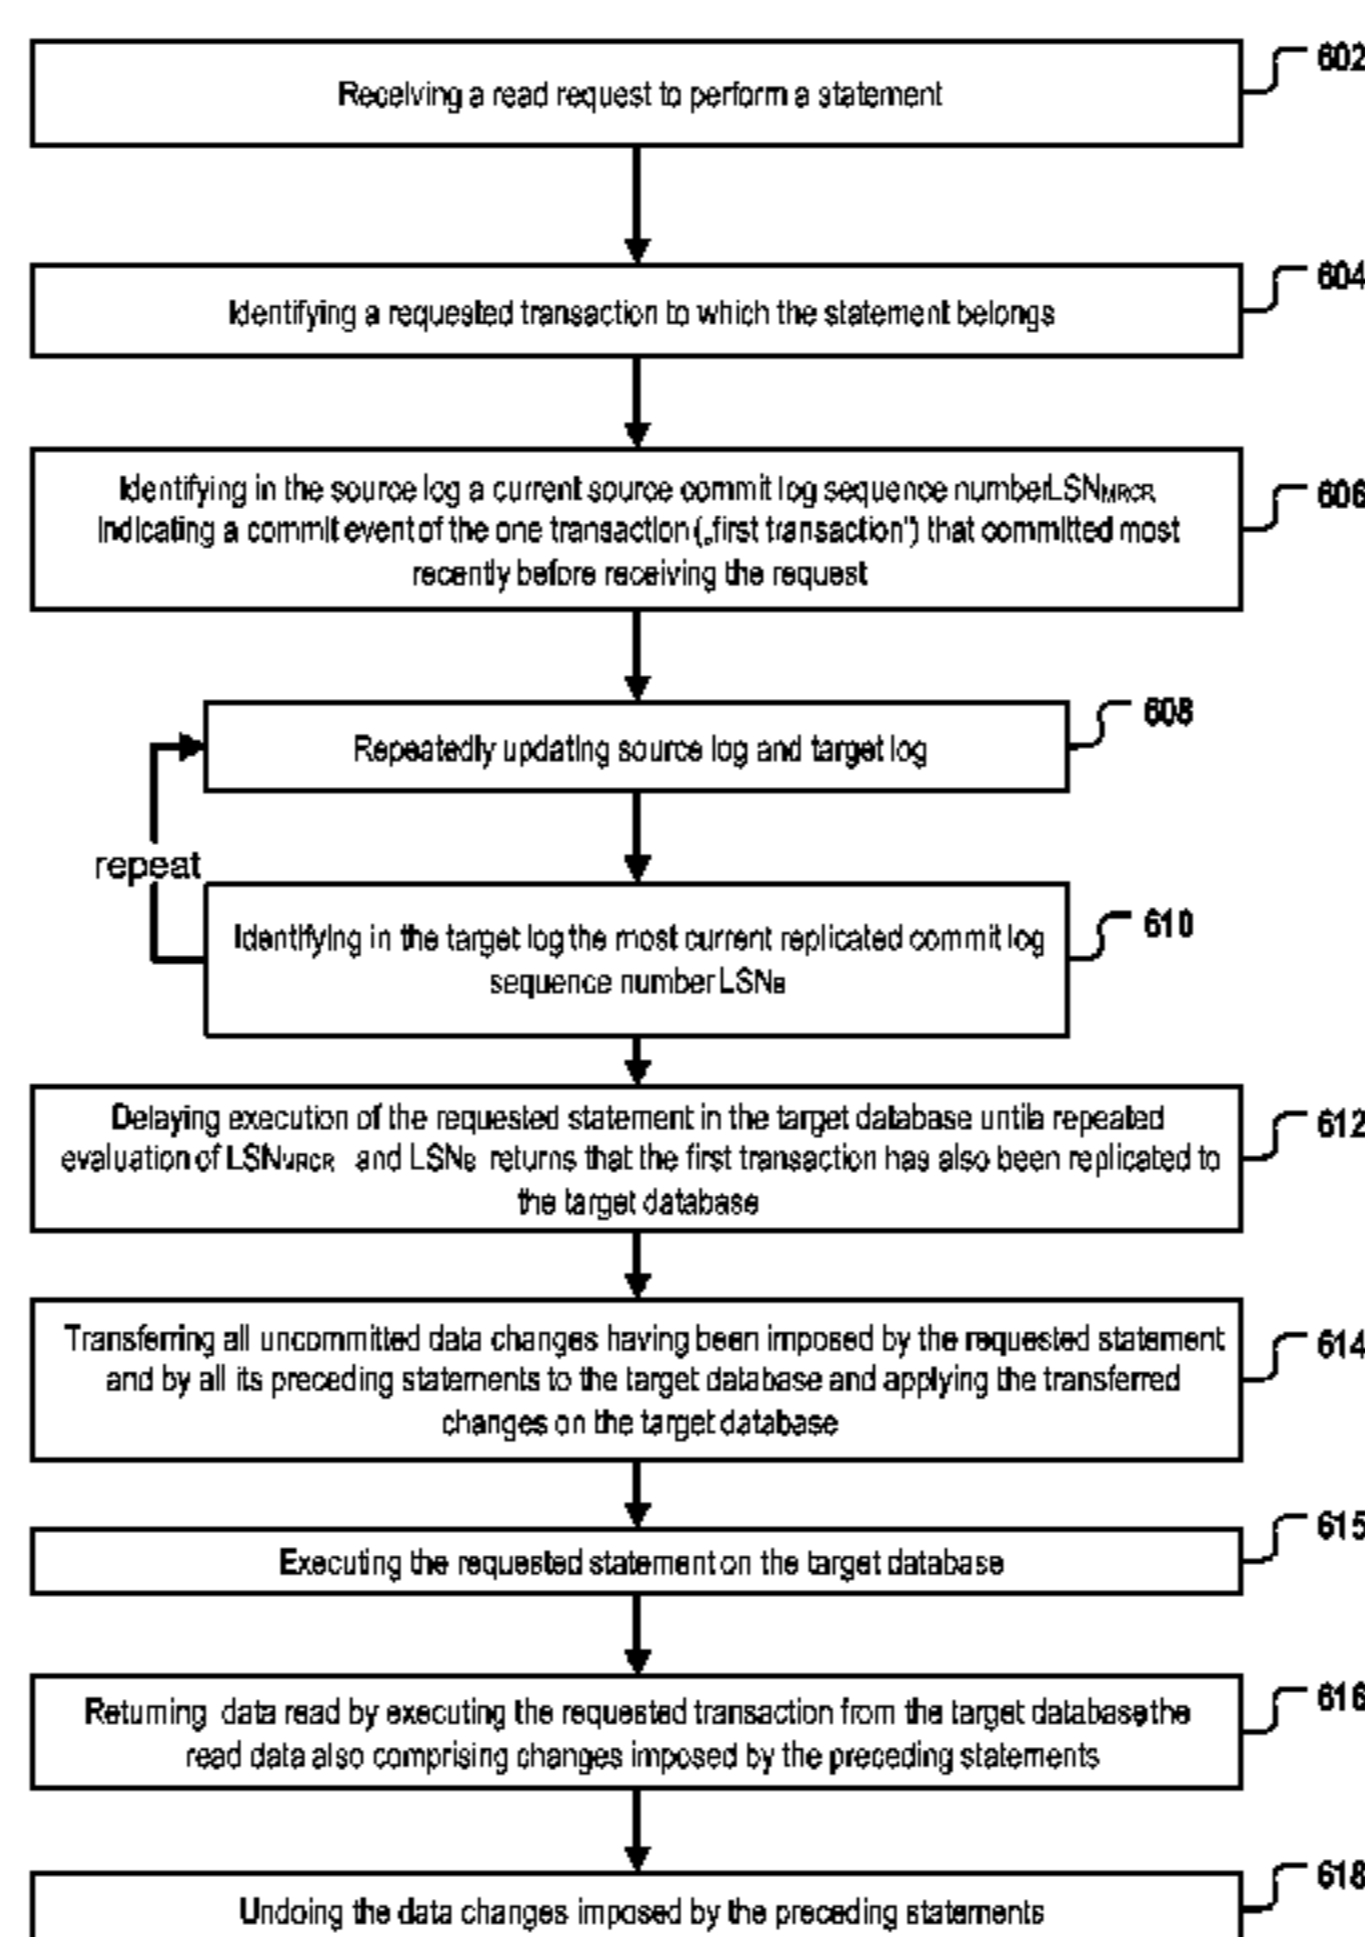 Receiving a read request to perform a statement
602
Identifying a requested transaction to which the statement belongs
604
Identifying in the source log a current source commit log sequence numberLSNMRCR
indicating a commit event of the one transaction („first transaction") that committed most
recently before receiving the request
606
Repeatedly updating source log and target log
608
repeat
Identifying in the target log the most current replicated commit log
sequence number LSNB
610
Delaying execution of the requested statement in the target database until a repeated
evaluation of LSNMRCR and LSNB returns that the first transaction has also been replicated to
the target database
612
Transferring all uncommitted data changes having been imposed by the requested statement
and by all its preceding statements to the target database and applying the transferred
changes on the target database
614
Executing the requested statement on the target database
615
Returning data read by executing the requested transaction from the target database the
read data also comprising changes imposed by the preceding statements
616
Undoing the data changes imposed by the preceding statements
618